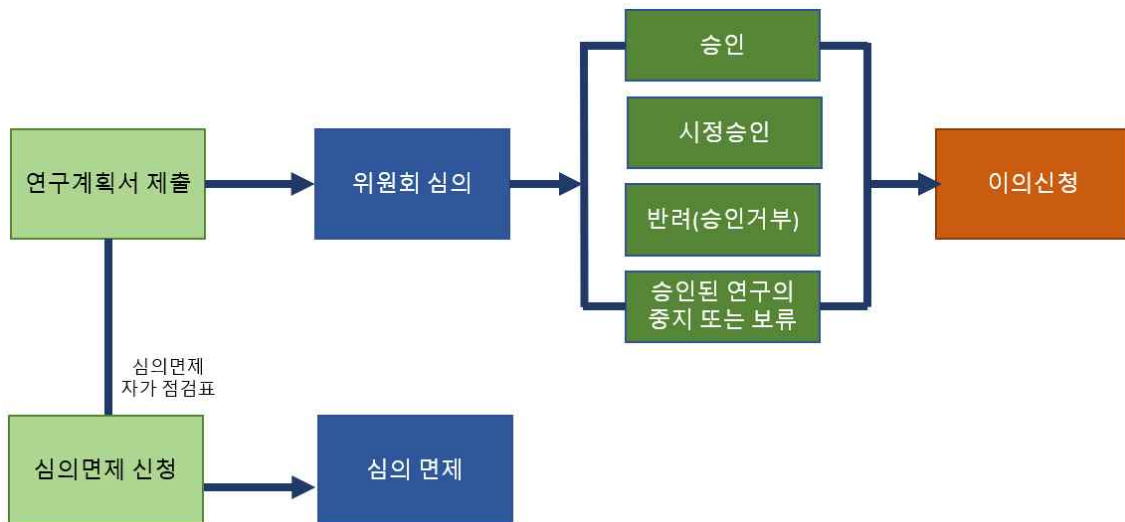 연구계획서 제출
위원회 심의
승인
시정승인
반려(승인거부)
승인된 연구의
중지 또는 보류
이의신청
심의면제
자가 점검표
심의면제 신청
심의 면제